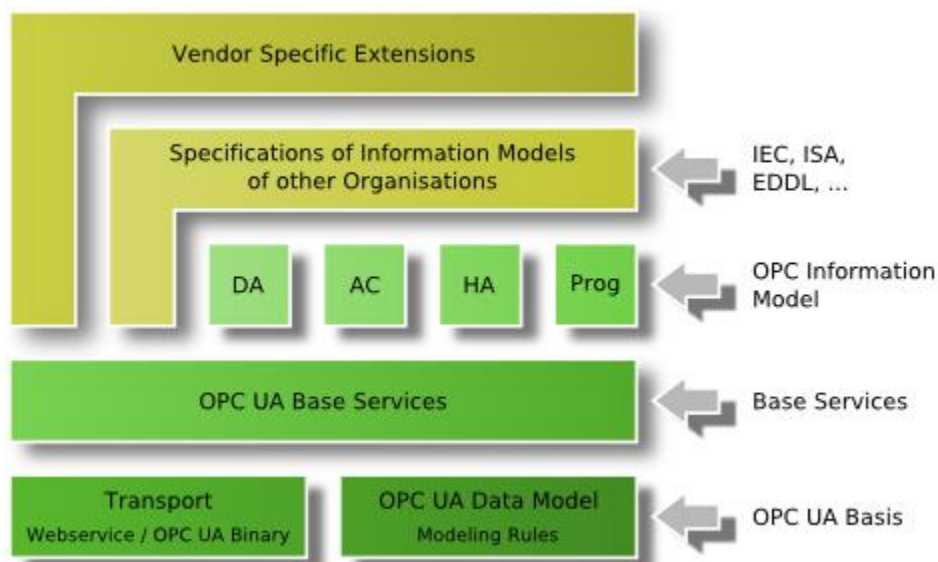 Vendor Specific Extensions
Specifications of Information Models
of other Organisations
IEC, ISA,
EDDL, ...
DA
AC
HA
Prog
OPC Information
Model
OPC UA Base Services
Base Services
Transport
Webservice / OPC UA Binary
OPC UA Data Model
Modeling Rules
OPC UA Basis